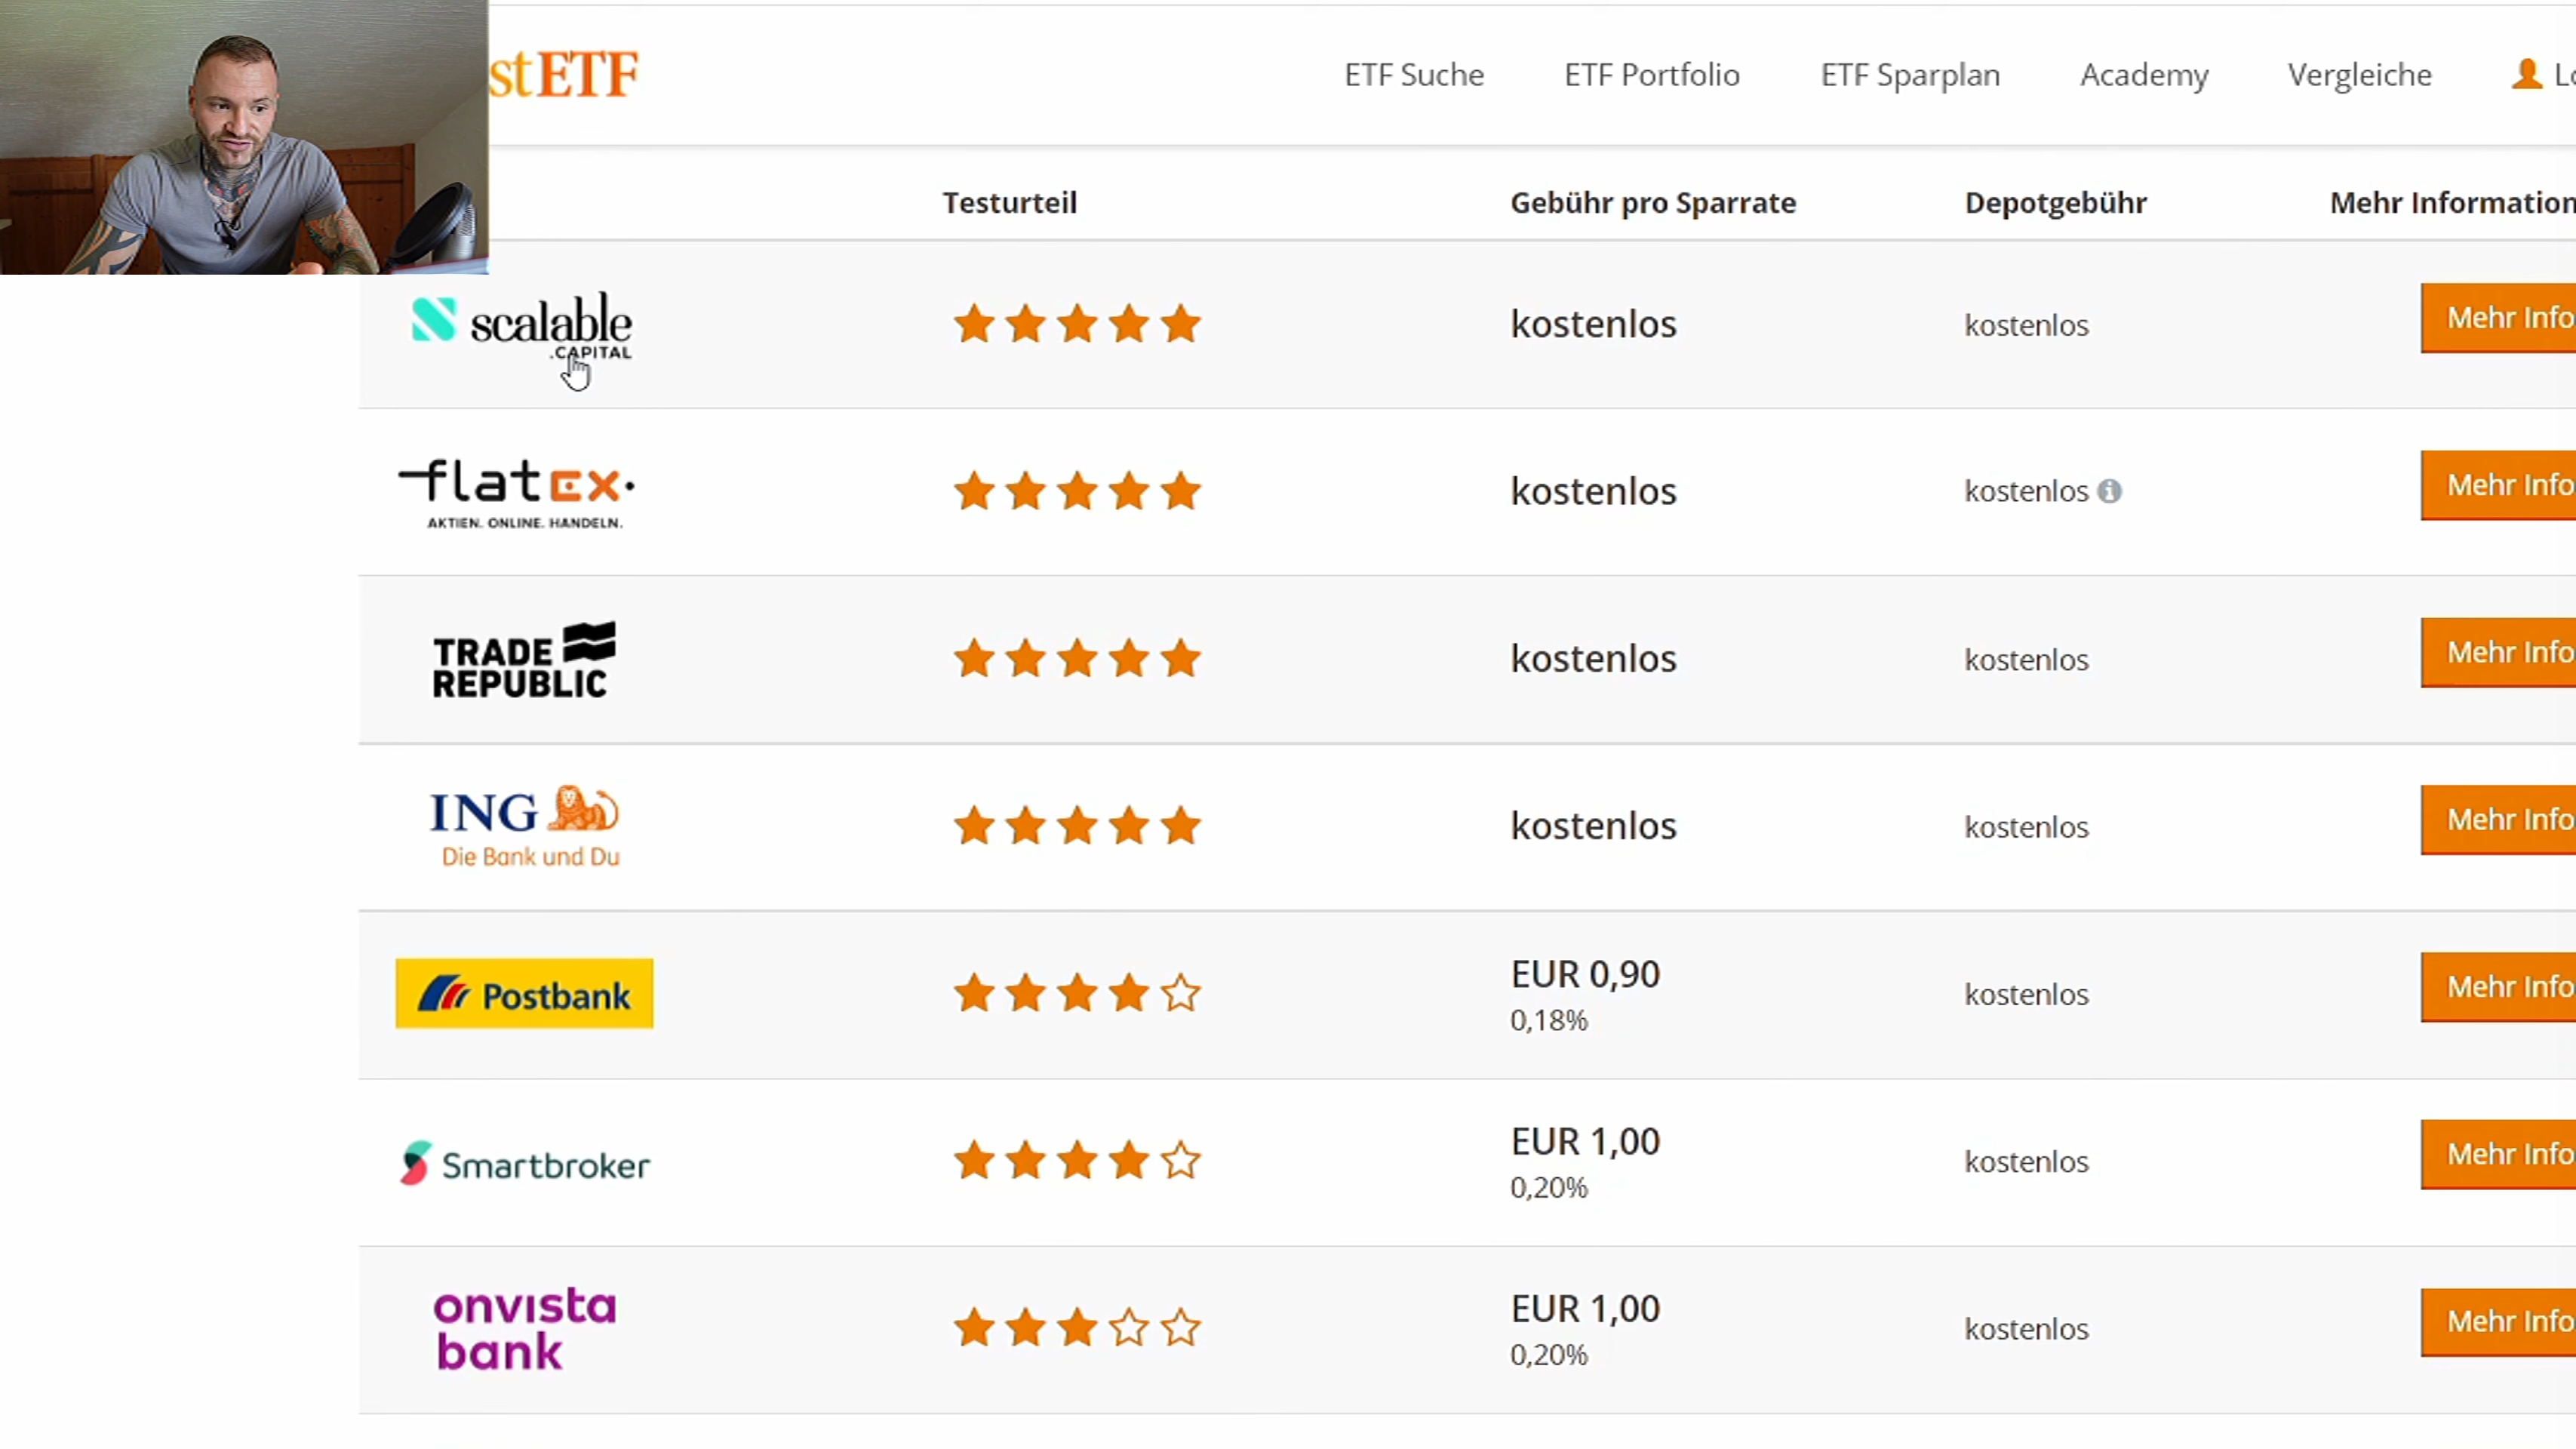 stETF
ETF Suche
ETF Portfolio
ETF Sparplan
Academy
Vergleiche
Lo
Testurteil
Gebühr pro Sparrate
Depotgebühr
Mehr Information
scalable
.CAPITAL
kostenlos
kostenlos
Mehr Info
flatex
AKTIEN. ONLINE. HANDELN.
kostenlos
kostenlos
Mehr Info
TRADE
REPUBLIC
kostenlos
kostenlos
Mehr Info
ING
Die Bank und Du
kostenlos
kostenlos
Mehr Info
Postbank
EUR 0,90
0,18%
kostenlos
Mehr Info
Smartbroker
EUR 1,00
0,20%
kostenlos
Mehr Info
onvista
bank
EUR 1,00
0,20%
kostenlos
Mehr Info